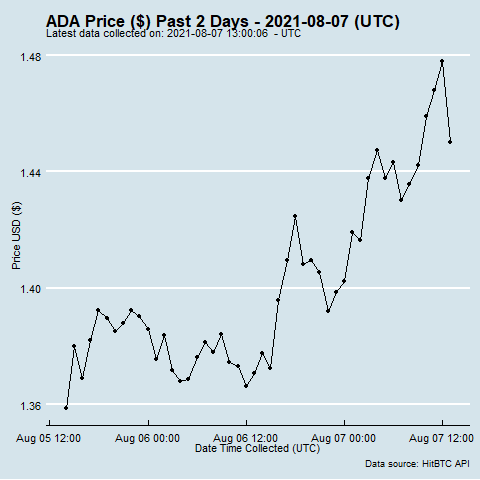 ADA Price ($) Past 2 Days - 2021-08-07 (UTC)
Latest data collected on: 2021-08-07 13:00:06  - UTC
1.48
1.44
1.40
1.36
Price USD ($)
Aug 05 12:00 Aug 06 00:00 Aug 06 12:00 Aug 07 00:00 Aug 07 12:00
Date Time Collected (UTC)
Data source: HitBTC API